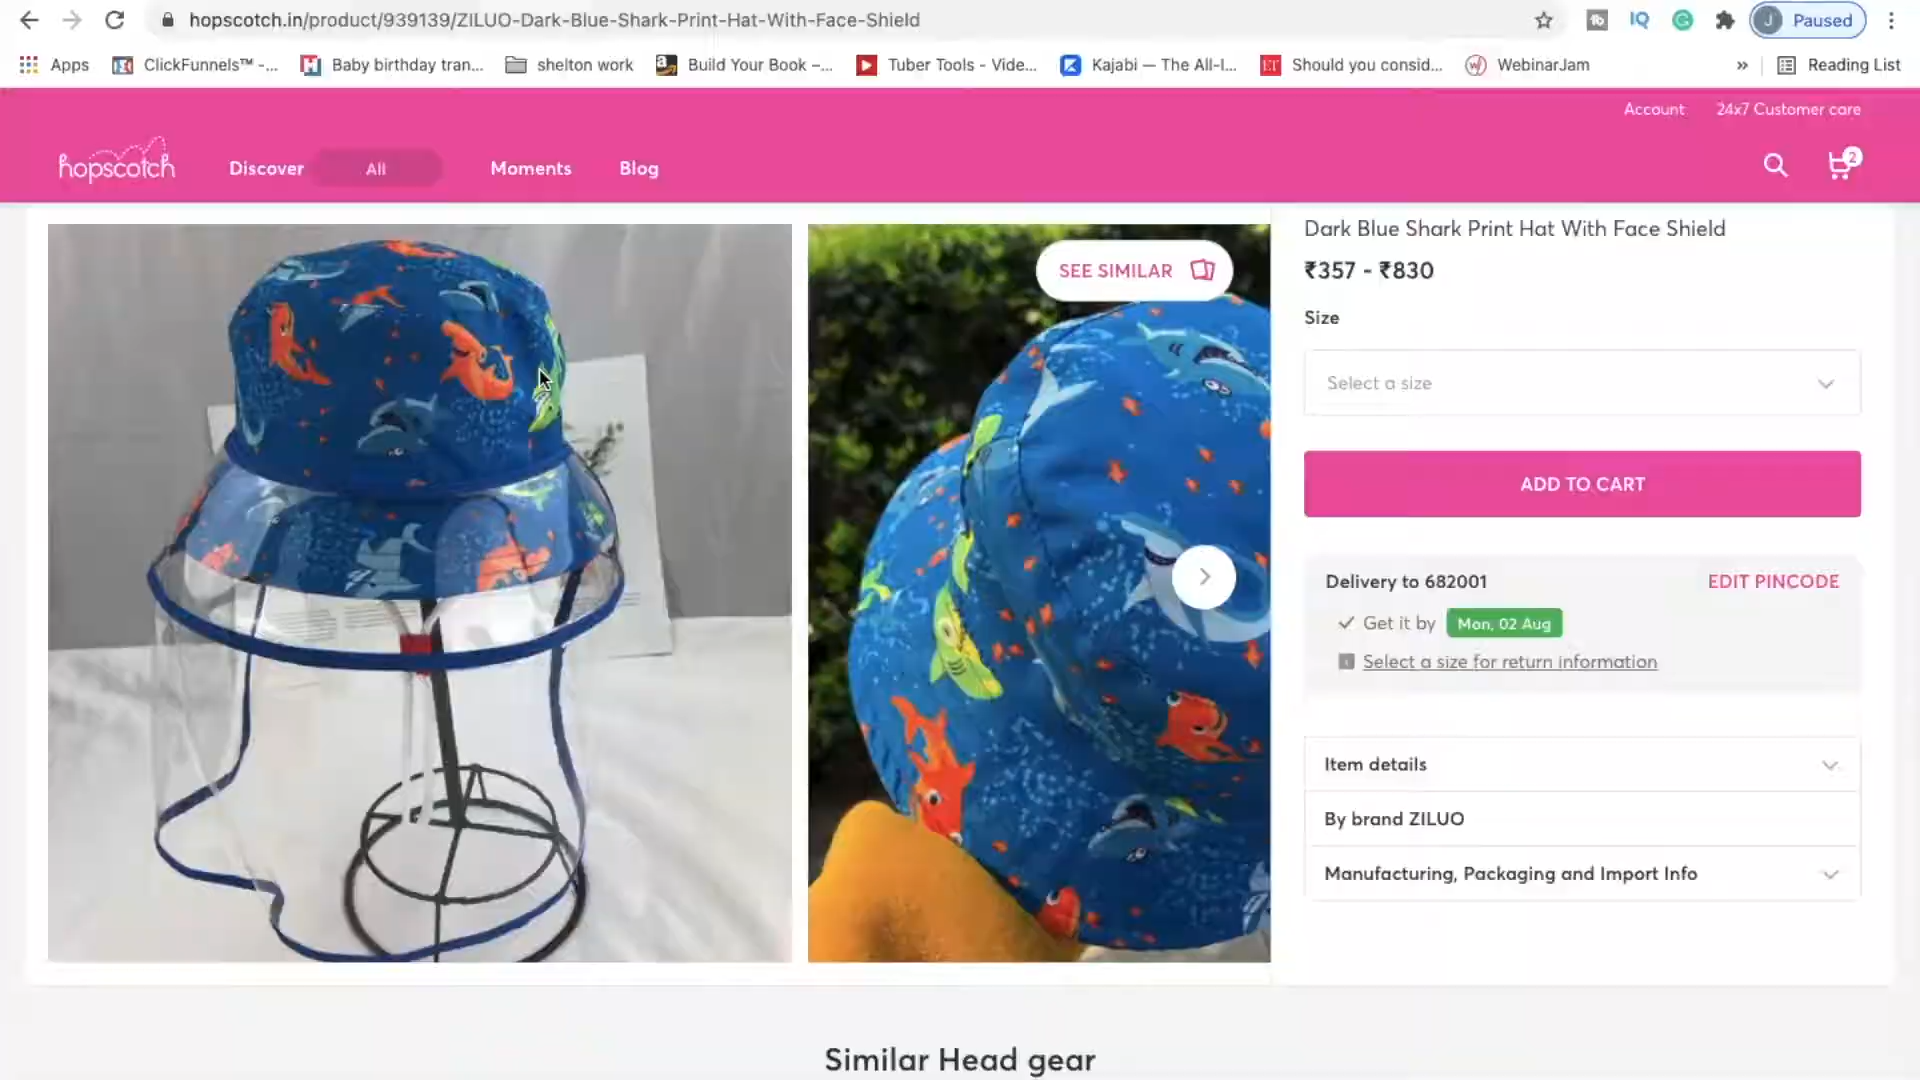 hopscotch.in/product/939139/ZILUO-Dark-Blue-Shark-Print-Hat-With-Face-Shield
IQ
J Paused
Apps ClickFunnels™ -... Baby birthday tran... shelton work Build Your Book –... Tuber Tools - Vide... Kajabi — The All-I... ET Should you consid... WebinarJam » Reading List
Account 24x7 Customer care
hopscotch Discover All Moments Blog 2
SEE SIMILAR
Dark Blue Shark Print Hat With Face Shield
₹357 - ₹830
Size
Select a size
ADD TO CART
Delivery to 682001 EDIT PINCODE
Get it by Mon, 02 Aug
Select a size for return information
Item details
By brand ZILUO
Manufacturing, Packaging and Import Info
Similar Head gear